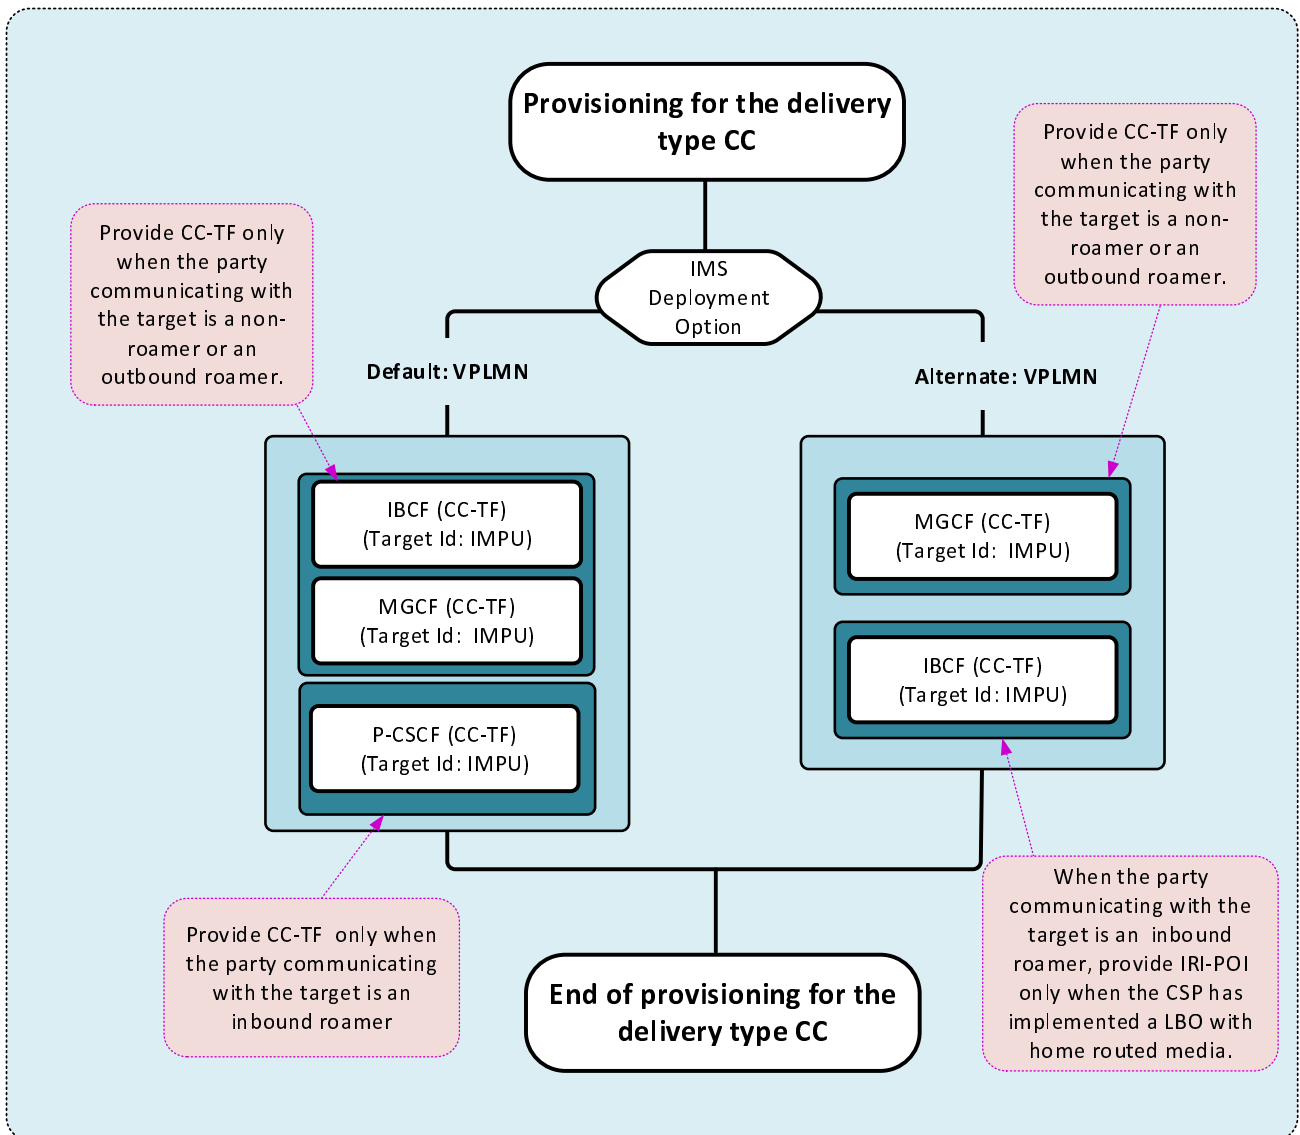 Provisioning for the delivery
type CC
Provide CC-TF only
when the party
communicating with
the target is a non-
roamer or an
outbound roamer.
Provide CC-TF only
when the party
communicating with
the target is a non-
roamer or an
outbound roamer.
IMS
Deployment
Option
Default: VPLMN
Alternate: VPLMN
IBCF (CC-TF)
(Target Id: IMPU)
MGCF (CC-TF)
(Target Id: IMPU)
P-CSCF (CC-TF)
(Target Id: IMPU)
MGCF (CC-TF)
(Target Id: IMPU)
IBCF (CC-TF)
(Target Id: IMPU)
Provide CC-TF only when
the party communicating
with the target is an
inbound roamer
When the party
communicating with the
target is an inbound
roamer, provide IRI-POI
only when the CSP has
implemented a LBO with
home routed media.
End of provisioning for the
delivery type CC